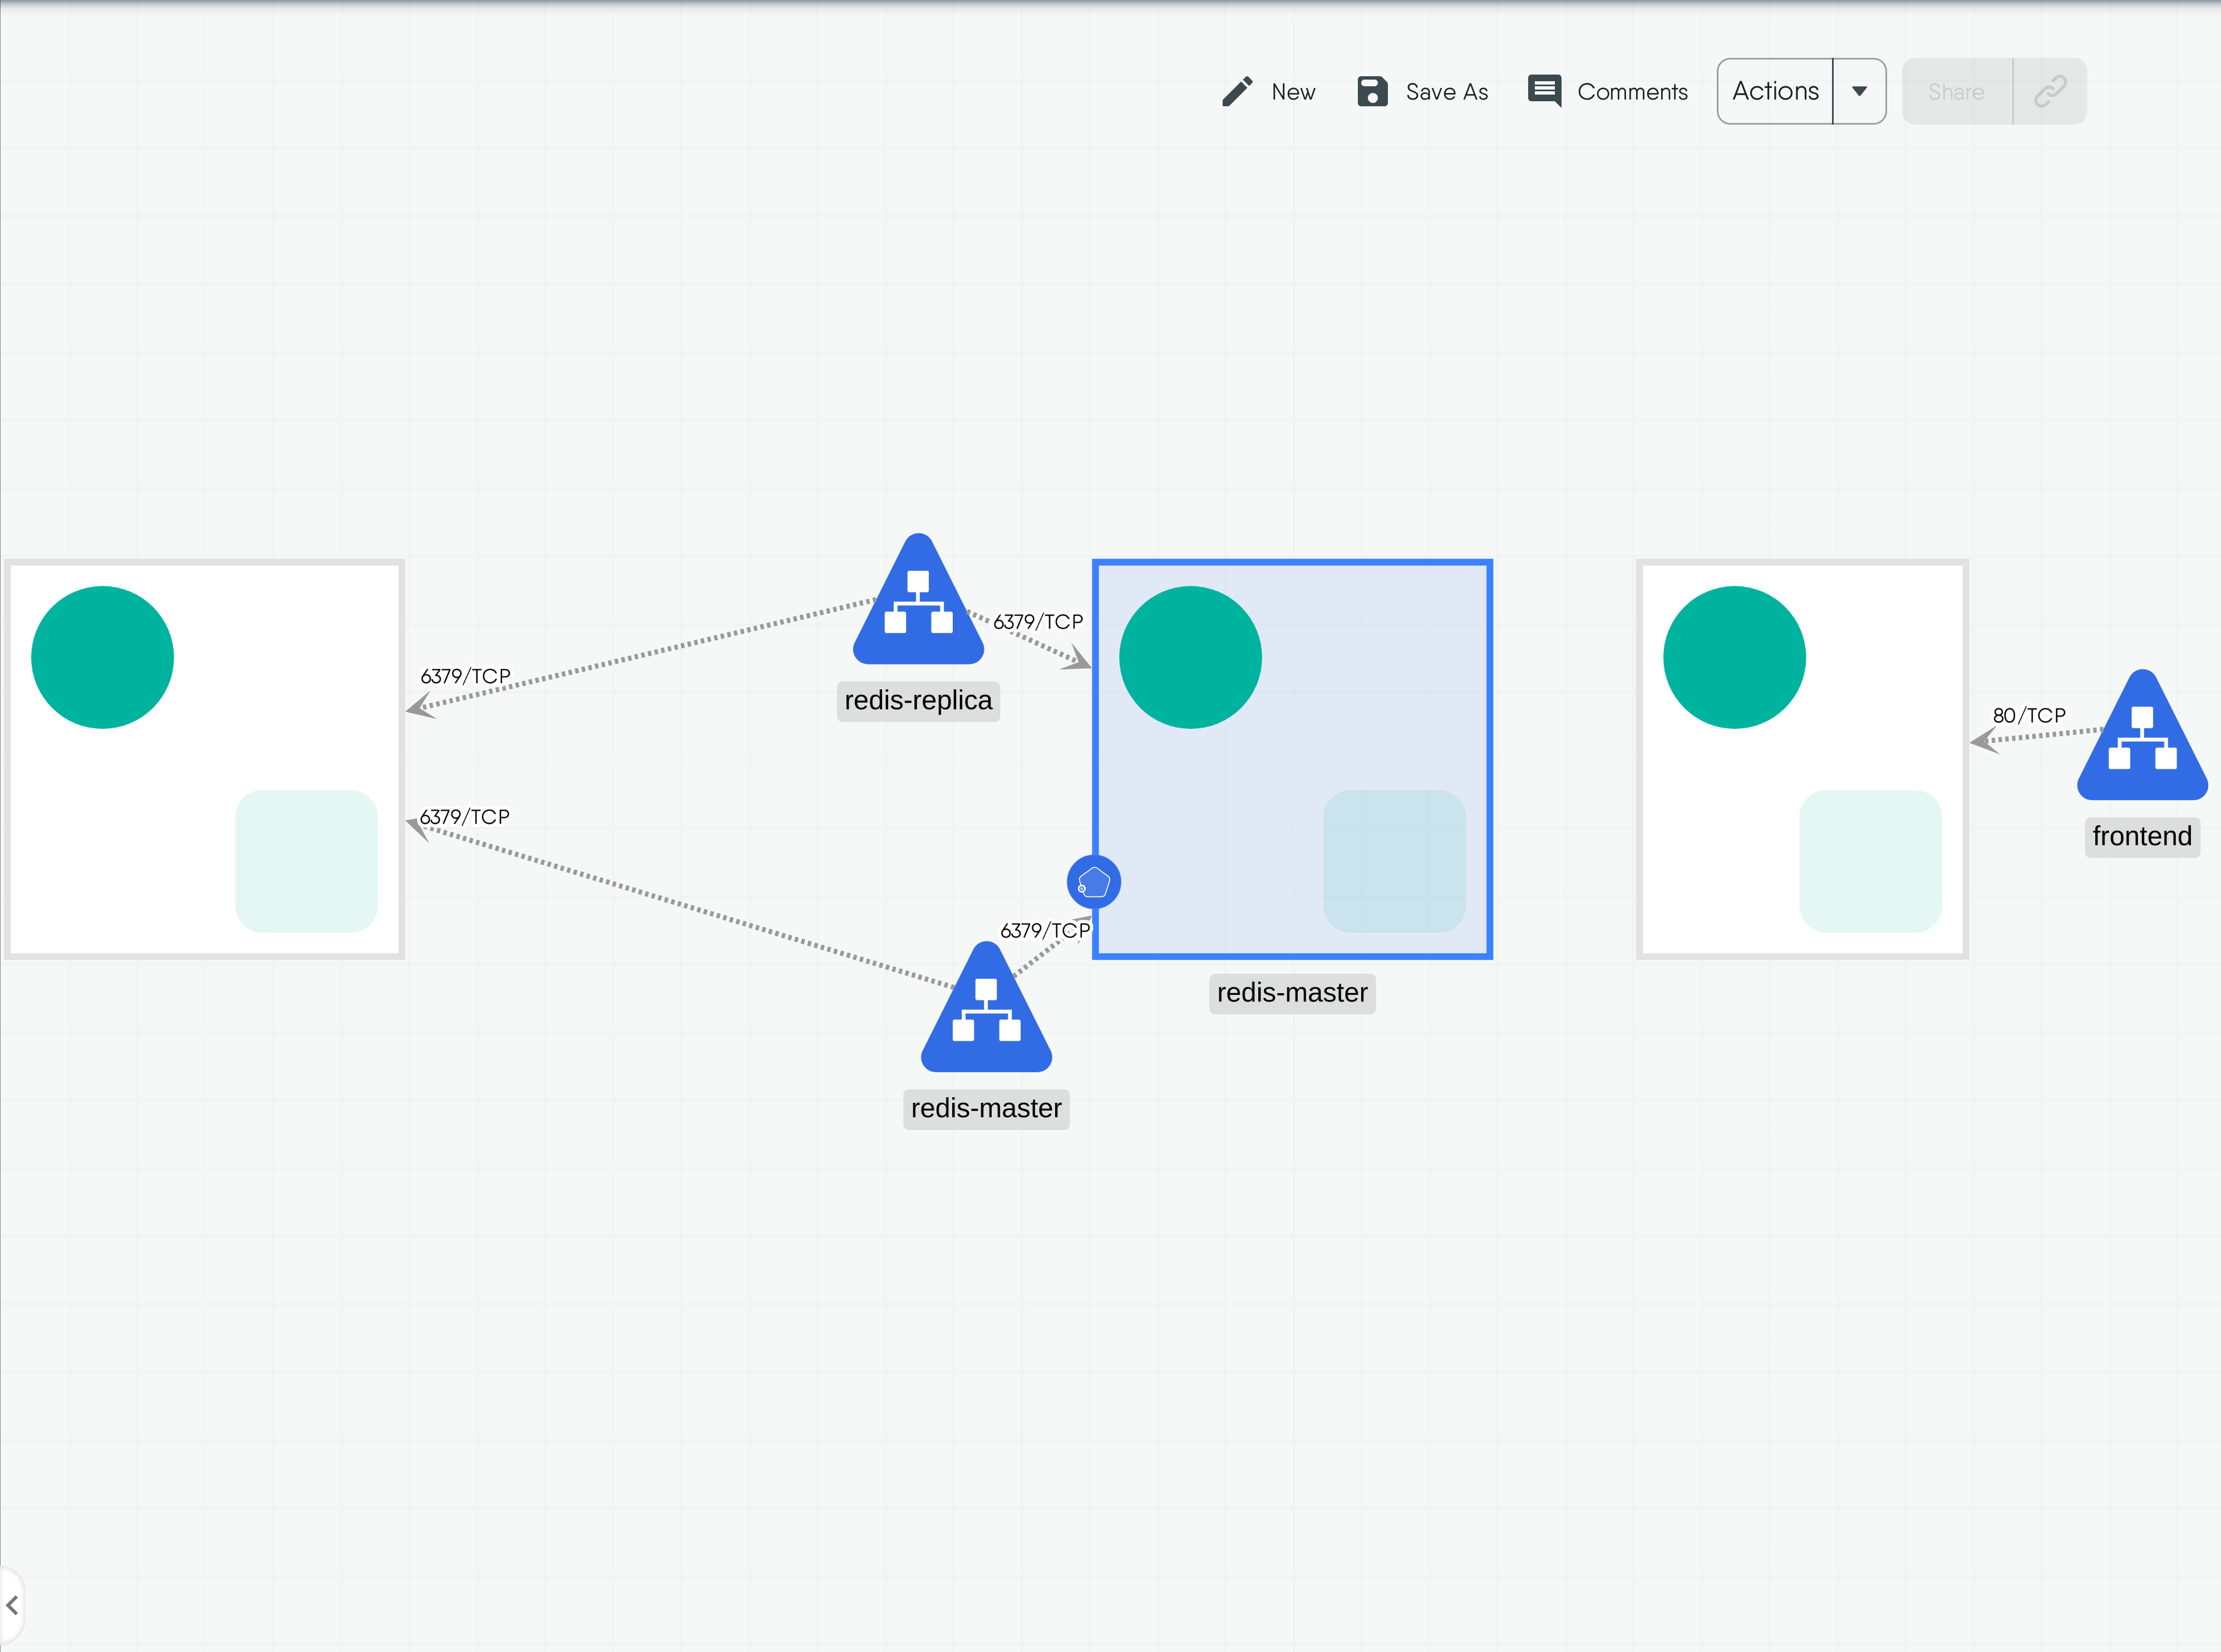 New
Save As
Comments
Actions
Share
6379/TCP
6379/TCP
redis-replica
80/TCP
6379/TCP
frontend
6379/TCP
redis-master
redis-master